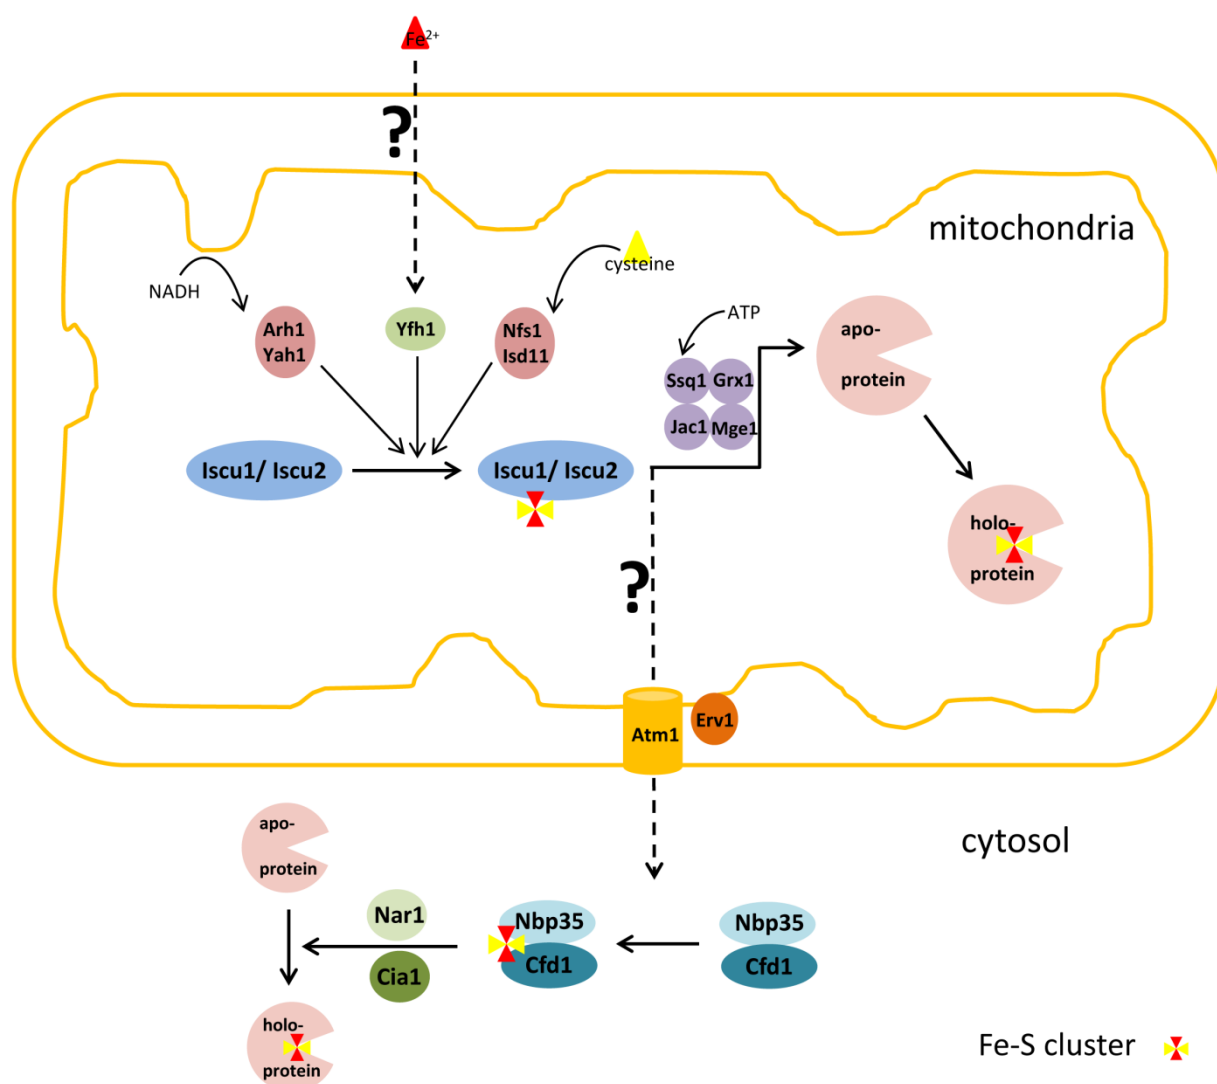 Fe2+
?
mitochondria
cysteine
NADH
ATP
Arh1
Yah1
Yfh1
Nfs1
Isd11
apo-
protein
Ssq1
Grx1
Jac1
Mge1
Iscu1/ Iscu2
Iscu1/ Iscu2
holo-
protein
?
Atm1
Erv1
cytosol
apo-
protein
Nar1
Cia1
Nbp35
Cfd1
Nbp35
Cfd1
holo-
protein
Fe-S cluster